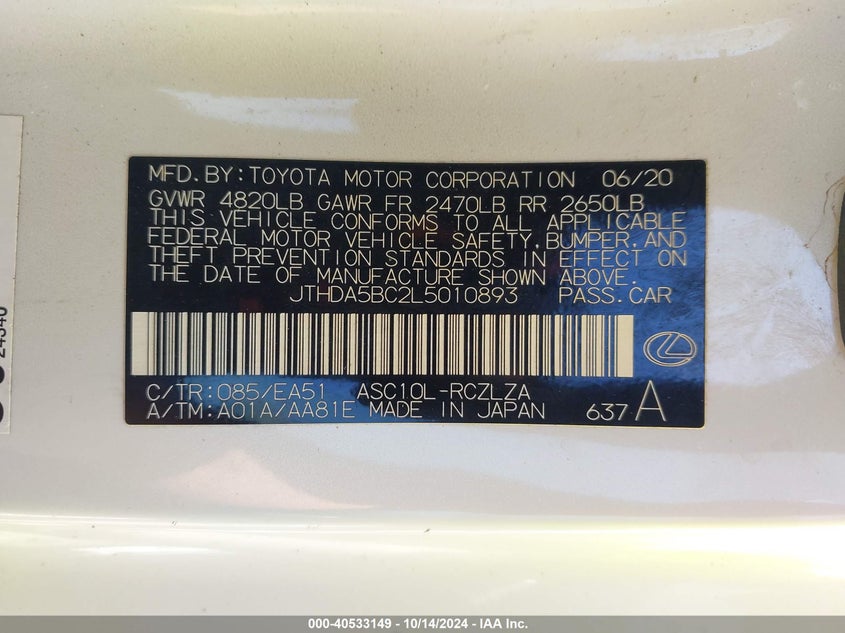 MFD. BY: TOYOTA MOTOR CORPORATION 06/20
GVWR 4820LB GAWR FR 2470LB RR 2650LB
THIS VEHICLE CONFORMS TO ALL APPLICABLE
FEDERAL MOTOR VEHICLE SAFETY, BUMPER, AND
THEFT PREVENTION STANDARDS IN EFFECT ON
THE DATE OF MANUFACTURE SHOWN ABOVE.
JTHDA5BC2L5010893 PASS. CAR
C/TR: 085/EA51 ASC10L-RCZLZA
A/TM: A01A/AA81E MADE IN JAPAN 637 A
24540
000-40533149 - 10/14/2024 - IAA Inc.